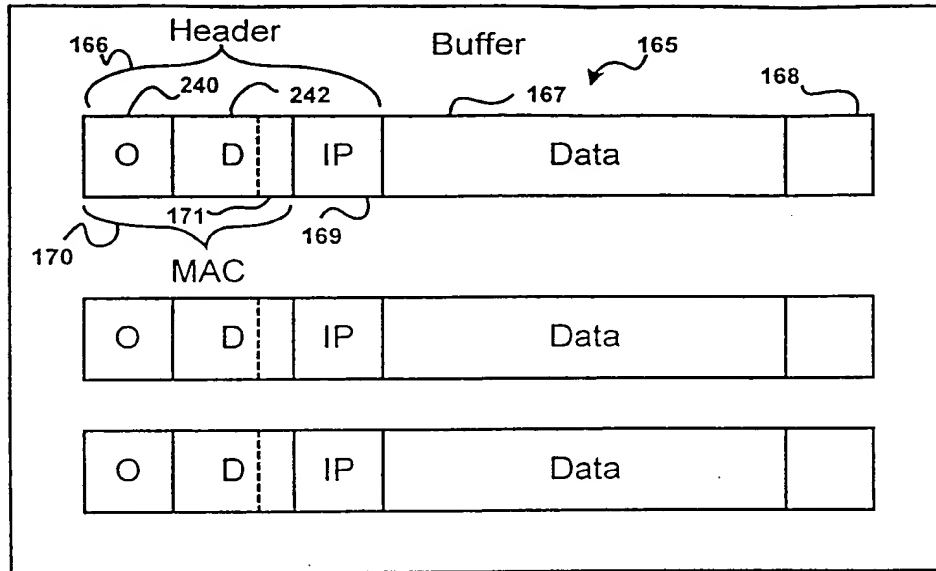 Header
Buffer
166
165
240
242
167
168
O D IP Data
171
169
170
MAC
O D IP Data
O D IP Data